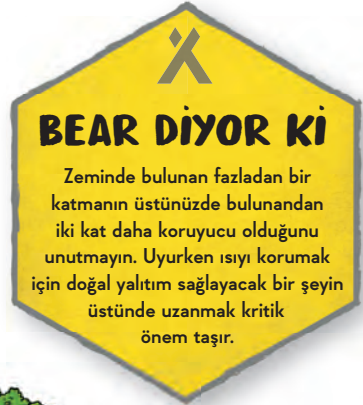 BEAR DİYOR Kİ
Zeminde bulunan fazladan bir
katmanın üstünüzde bulunandan
iki kat daha koruyucu olduğunu
unutmayın. Uyurken ısıyı korumak
için doğal yalıtım sağlayacak bir şeyin
üstünde uzanmak kritik
önem taşır.